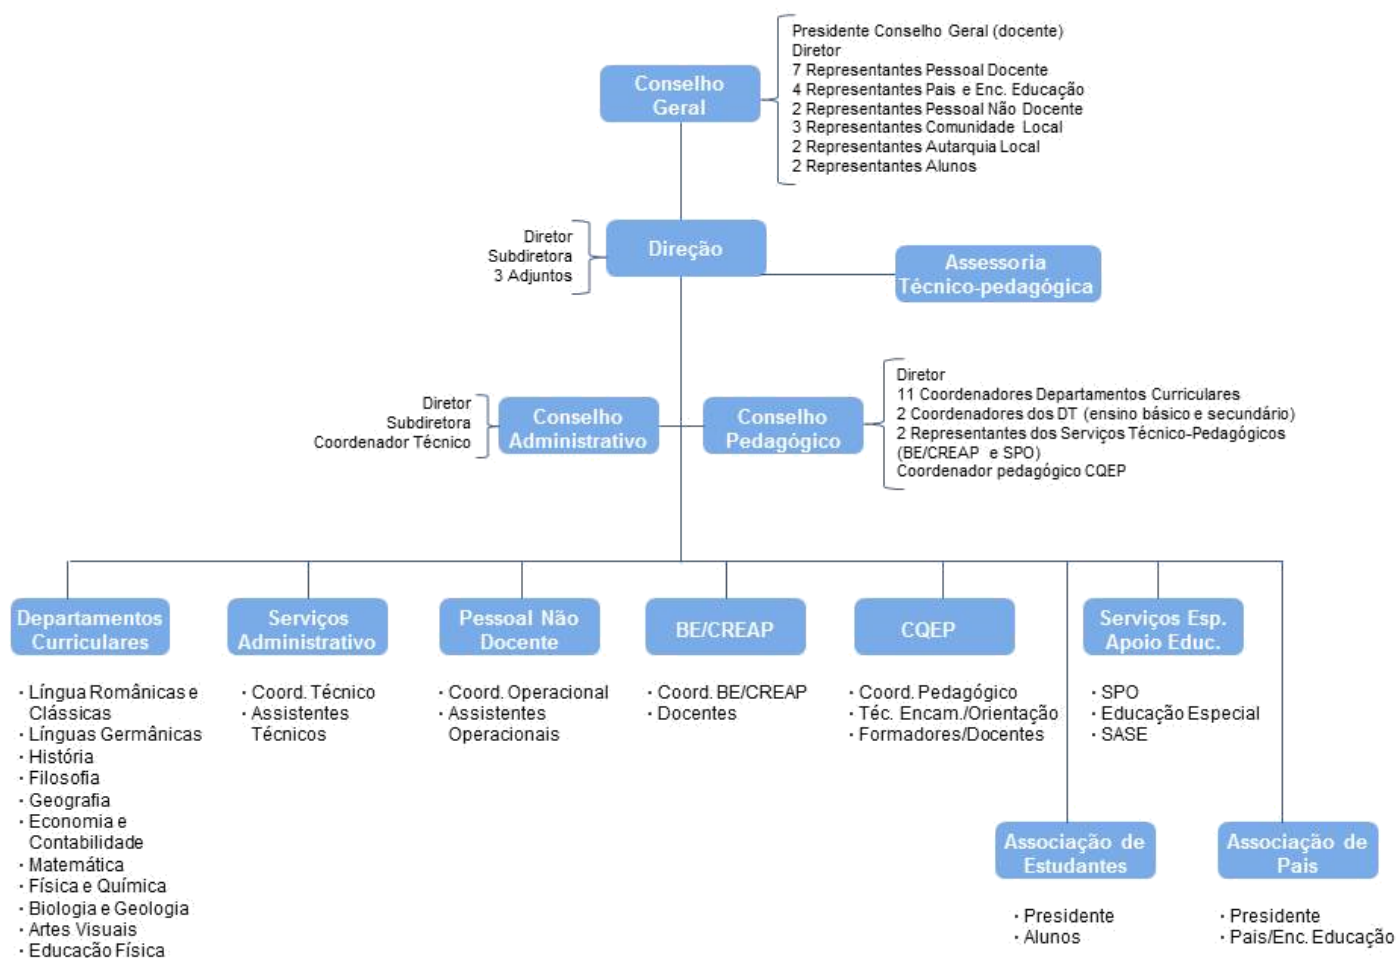 Conselho
Geral
Presidente Conselho Geral (docente)
Diretor
7 Representantes Pessoal Docente
4 Representantes Pais e Enc. Educação
2 Representantes Pessoal Não Docente
3 Representantes Comunidade Local
2 Representantes Autarquia Local
2 Representantes Alunos
Diretor
Subdiretora
3 Adjuntos
Direção
Assessoria
Técnico-pedagógica
Diretor
Subdiretora
Coordenador Técnico
Conselho
Administrativo
Conselho
Pedagógico
Diretor
11 Coordenadores Departamentos Curriculares
2 Coordenadores dos DT (ensino básico e secundário)
2 Representantes dos Serviços Técnico-Pedagógicos
(BE/CREAP e SPO)
Coordenador pedagógico CQEP
Departamentos
Curriculares
· Língua Românicas e
Clássicas
· Línguas Germânicas
· História
· Filosofia
· Geografia
· Economia e
Contabilidade
· Matemática
· Física e Química
· Biologia e Geologia
· Artes Visuais
· Educação Física
Serviços
Administrativo
· Coord. Técnico
· Assistentes
Técnicos
Pessoal Não
Docente
· Coord. Operacional
· Assistentes
Operacionais
BE/CREAP
· Coord. BE/CREAP
· Docentes
CQEP
· Coord. Pedagógico
· Téc. Encam./Orientação
· Formadores/Docentes
Serviços Esp.
Apoio Educ.
· SPO
· Educação Especial
· SASE
Associação de
Estudantes
· Presidente
· Alunos
Associação de
Pais
· Presidente
· Pais/Enc. Educação